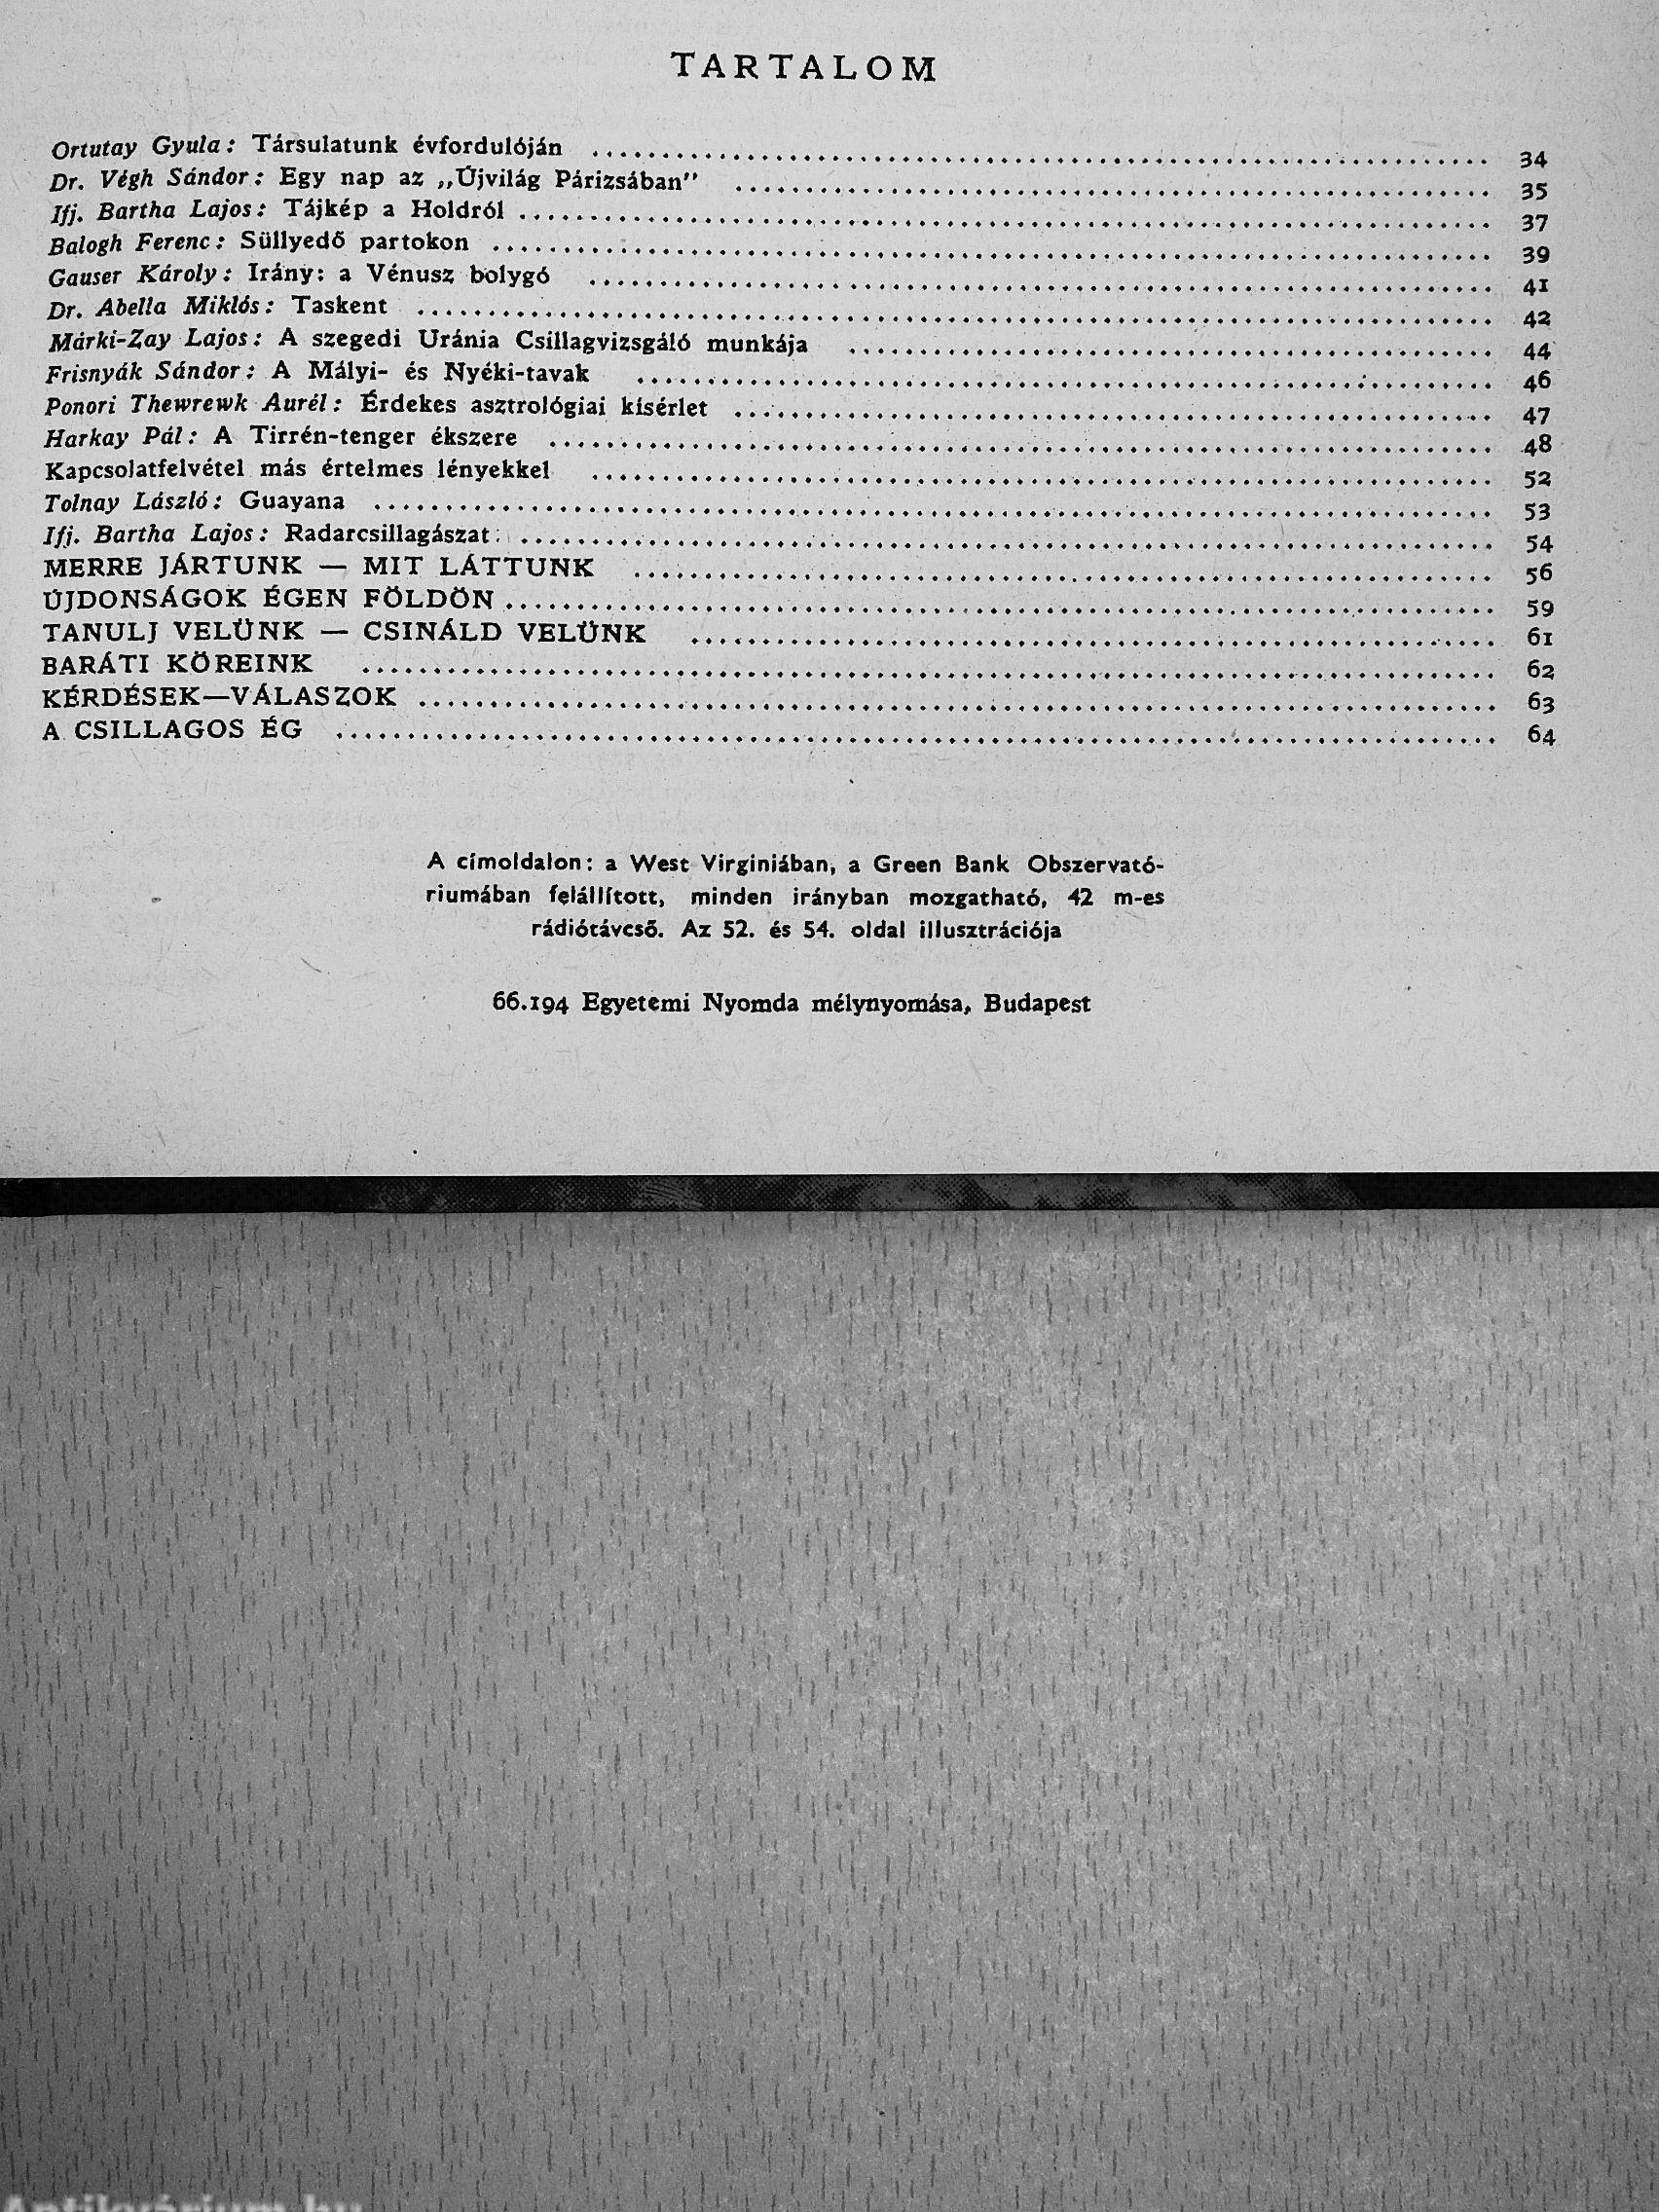 TARTALOM
Ortutay Gyula: Társulatunk évfordulóján 34
Dr. Végh Sándor: Egy nap az „Újvilág Párizsában” 35
Ifj. Bartha Lajos: Tájkép a Holdról 37
Balogh Ferenc: Süllyedő partokon 39
Gauser Károly: Irány: a Vénusz bolygó 41
Dr. Abella Miklós: Taskent 42
Márki-Zay Lajos: A szegedi Uránia Csillagvizsgáló munkája 44
Frisnyák Sándor: A Mályi- és Nyéki-tavak 46
Ponori Thewrewk Aurél: Érdekes asztrológiai kísérlet 47
Harkay Pál: A Tirrén-tenger ékszere 48
Kapcsolatfelvétel más értelmes lényekkel 52
Tolnay László: Guayana 53
Ifj. Bartha Lajos: Radarcsillagászat 54
MERRE JÁRTUNK — MIT LÁTTUNK 56
ÚJDONSÁGOK ÉGEN FÖLDÖN 59
TANULJ VELÜNK — CSINÁLD VELÜNK 61
BARÁTI KÖREINK 62
KÉRDÉSEK—VÁLASZOK 63
A CSILLAGOS ÉG 64
A címoldalon: a West Virginiában, a Green Bank Obszervató-
riumában felállított, minden irányban mozgatható, 42 m-es
rádiótávcső. Az 52. és 54. oldal illusztrációja
66.194 Egyetemi Nyomda mélynyomása, Budapest
Antikvárium.hu